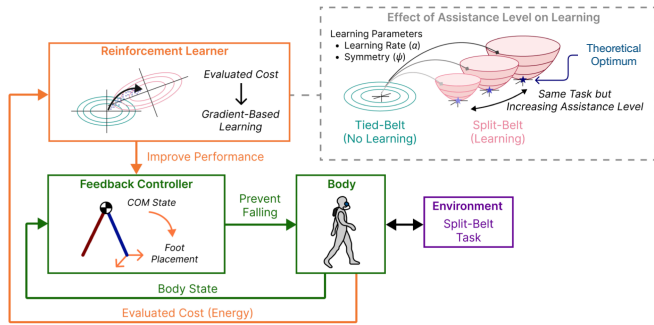 Effect of Assistance Level on Learning
Reinforcement Learner
Evaluated Cost
Gradient-Based
Learning
Learning Parameters
• Learning Rate (α)
• Symmetry (ψ)
Theoretical
Optimum
Same Task but
Increasing Assistance Level
Tied-Belt
(No Learning)
Split-Belt
(Learning)
Improve Performance
Feedback Controller
COM State
Foot
Placement
Prevent
Falling
Body
Environment
Split-Belt
Task
Body State
Evaluated Cost (Energy)